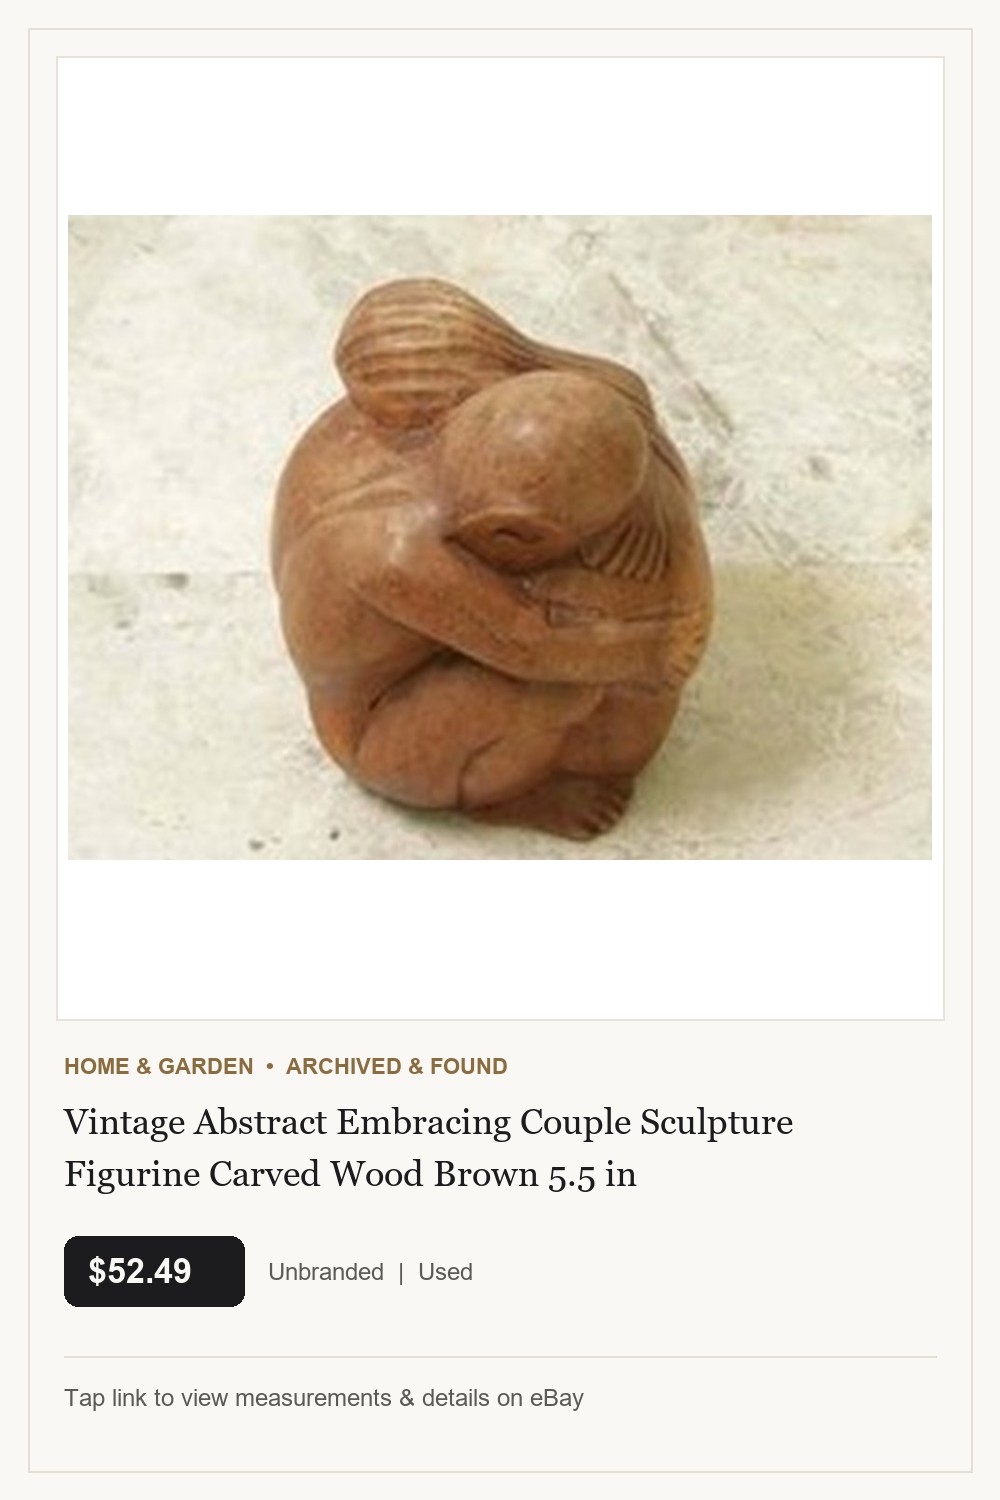 HOME & GARDEN • ARCHIVED & FOUND
Vintage Abstract Embracing Couple Sculpture
Figurine Carved Wood Brown 5.5 in
$52.49
Unbranded | Used
Tap link to view measurements & details on eBay